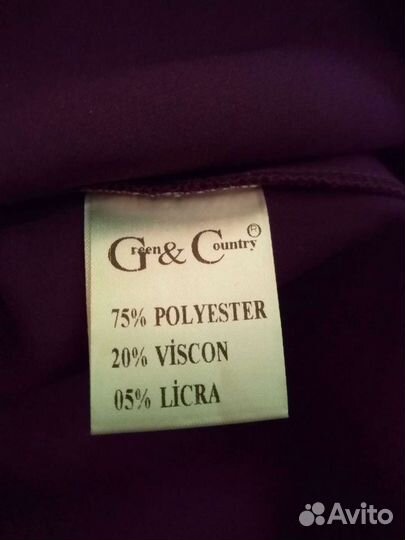 Green & Country ®
75% POLYESTER
20% VİSCON
05% LİCRA
Avito